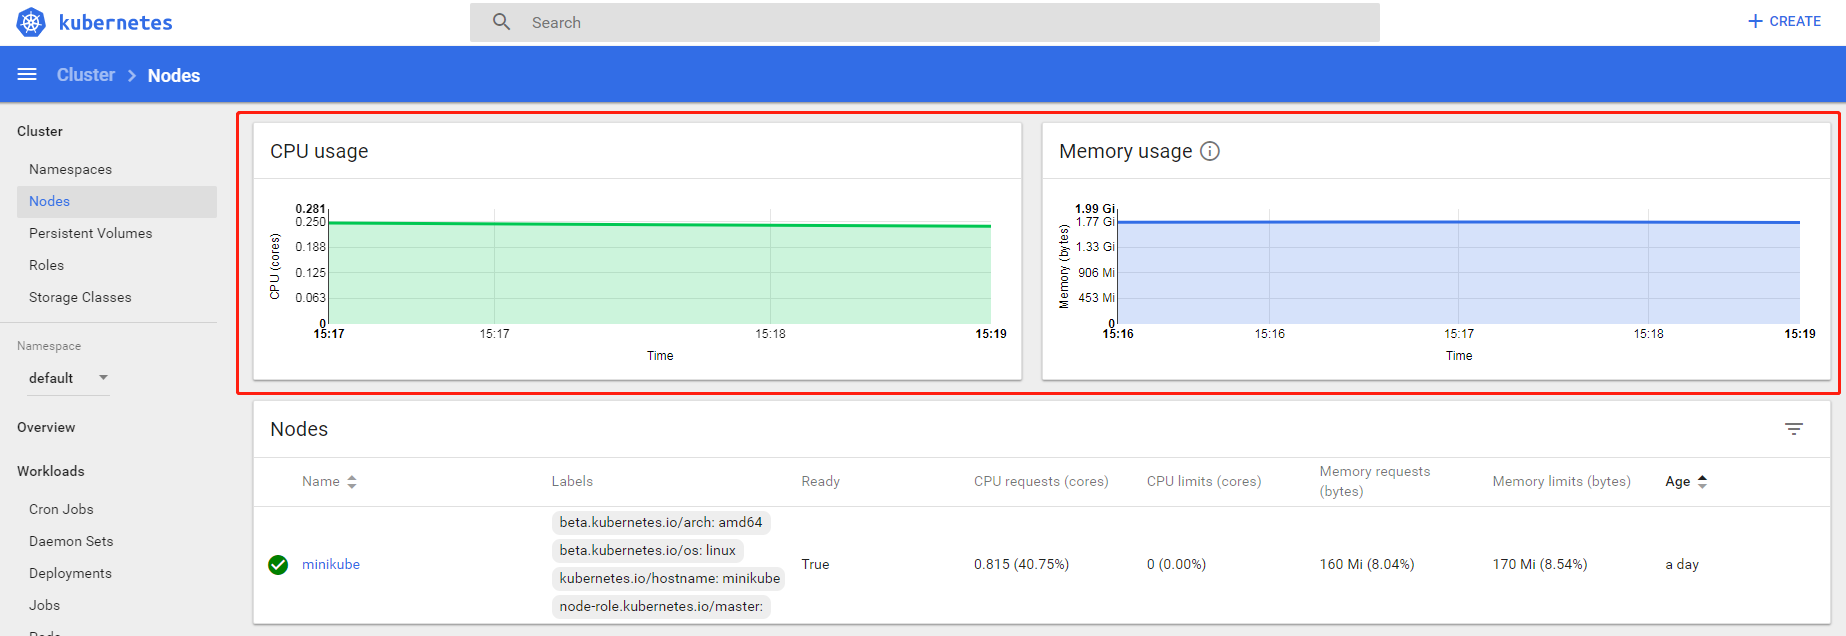 kubernetes
Search
CREATE
Cluster
Nodes
Cluster
Namespaces
Nodes
Persistent Volumes
Roles
Storage Classes
Namespace
default
Overview
Workloads
Cron Jobs
Daemon Sets
Deployments
Jobs
CPU usage
CPU (cores)
0.281
0.250
0.188
0.125
0.063
0
15:17
15:17
15:18
15:19
Time
Memory usage
Memory (bytes)
1.99 Gi
1.77 Gi
1.33 Gi
906 Mi
453 Mi
0
15:16
15:16
15:17
15:18
15:19
Time
Nodes
Name
Labels
Ready
CPU requests (cores)
CPU limits (cores)
Memory requests
(bytes)
Memory limits (bytes)
Age
minikube
beta.kubernetes.io/arch: amd64
beta.kubernetes.io/os: linux
kubernetes.io/hostname: minikube
node-role.kubernetes.io/master:
True
0.815 (40.75%)
0 (0.00%)
160 Mi (8.04%)
170 Mi (8.54%)
a day